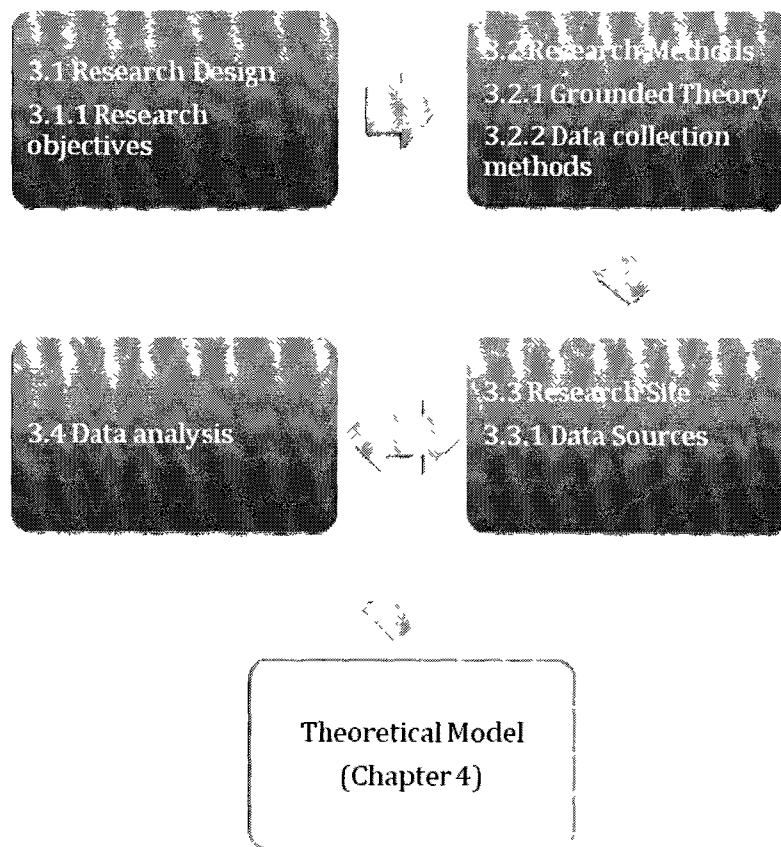 3.1 Research Design
3.1.1 Research
objectives
3.2 Research Methods
3.2.1 Grounded Theory
3.2.2 Data collection
methods
3.3 Research Site
3.3.1 Data Sources
3.4 Data analysis
Theoretical Model
(Chapter 4)